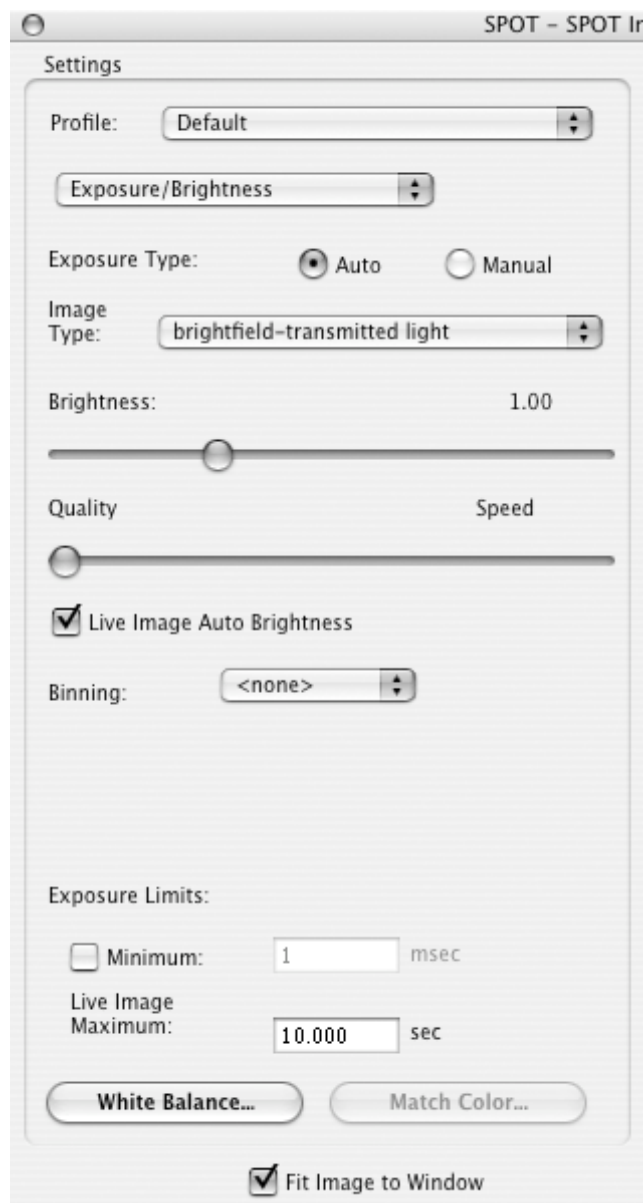 SPOT – SPOT In
Settings
Profile: Default
Exposure/Brightness
Exposure Type: Auto Manual
Image
Type: brightfield–transmitted light
Brightness: 1.00
Quality Speed
Live Image Auto Brightness
Binning: <none>
Exposure Limits:
Minimum: 1 msec
Live Image
Maximum: 10.000 sec
White Balance... Match Color...
Fit Image to Window